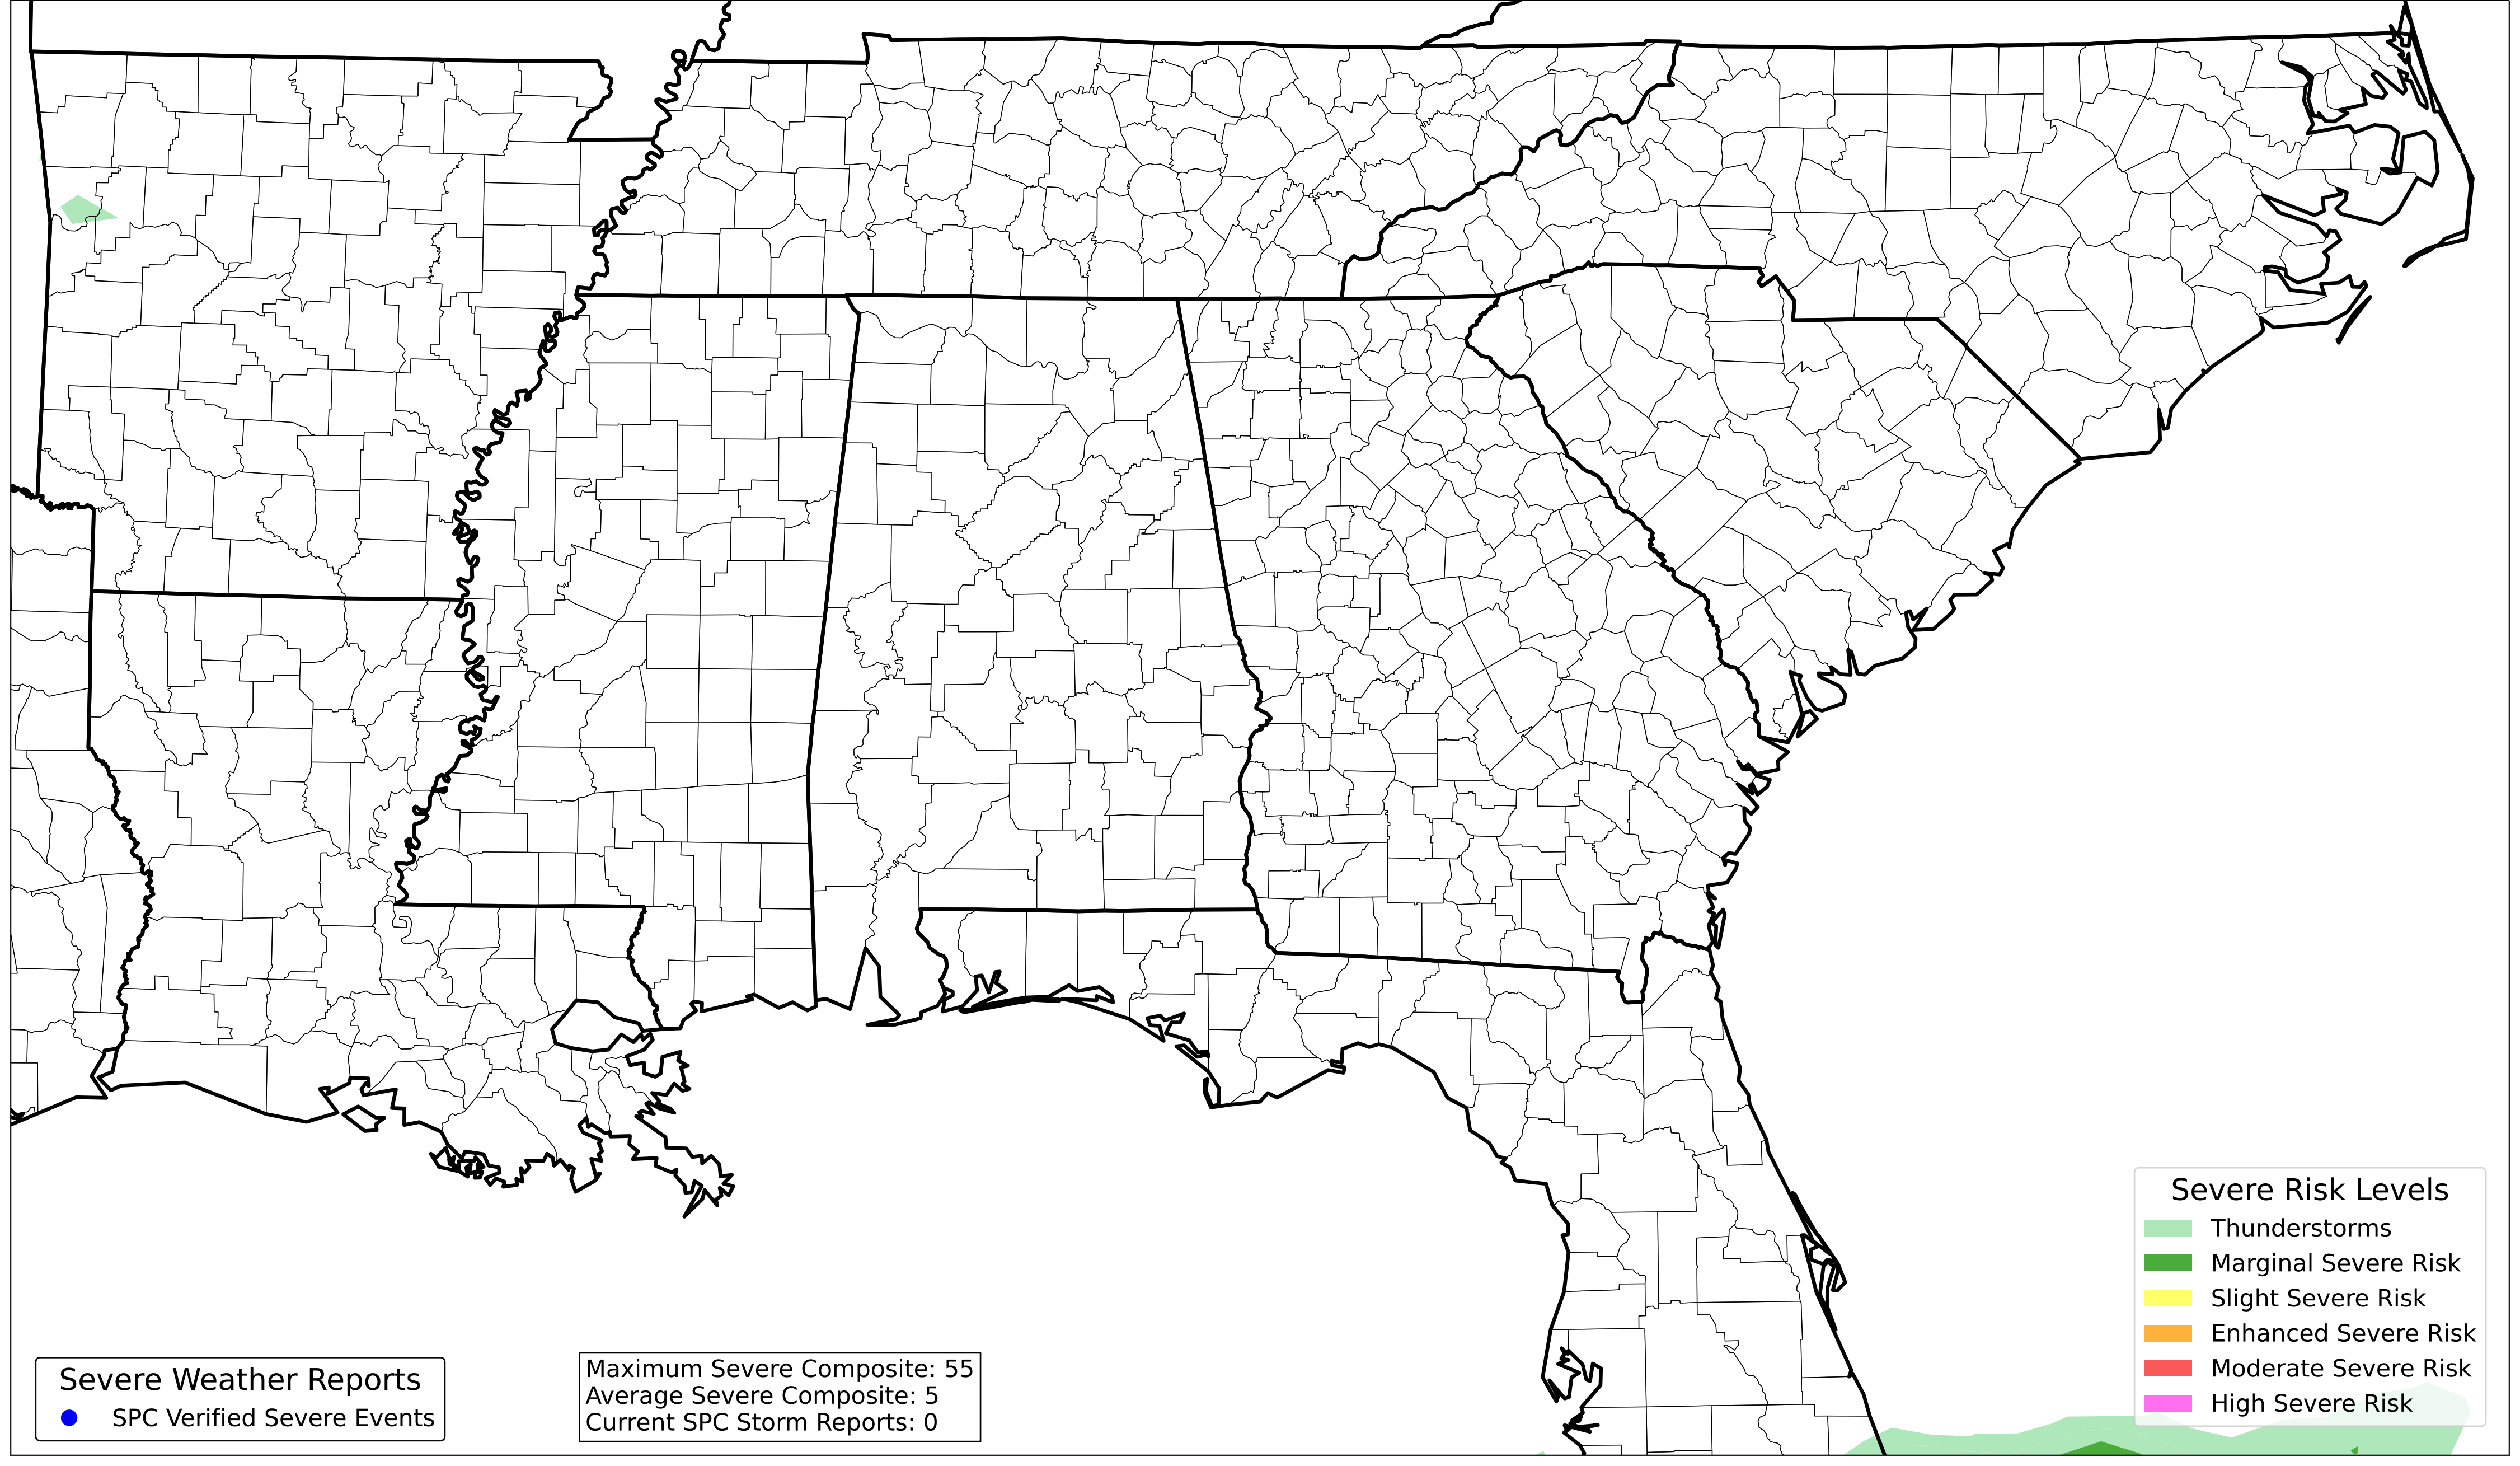 Severe Risk Levels
Thunderstorms
Marginal Severe Risk
Slight Severe Risk
Enhanced Severe Risk
Moderate Severe Risk
High Severe Risk
Severe Weather Reports
SPC Verified Severe Events
Maximum Severe Composite: 55
Average Severe Composite: 5
Current SPC Storm Reports: 0